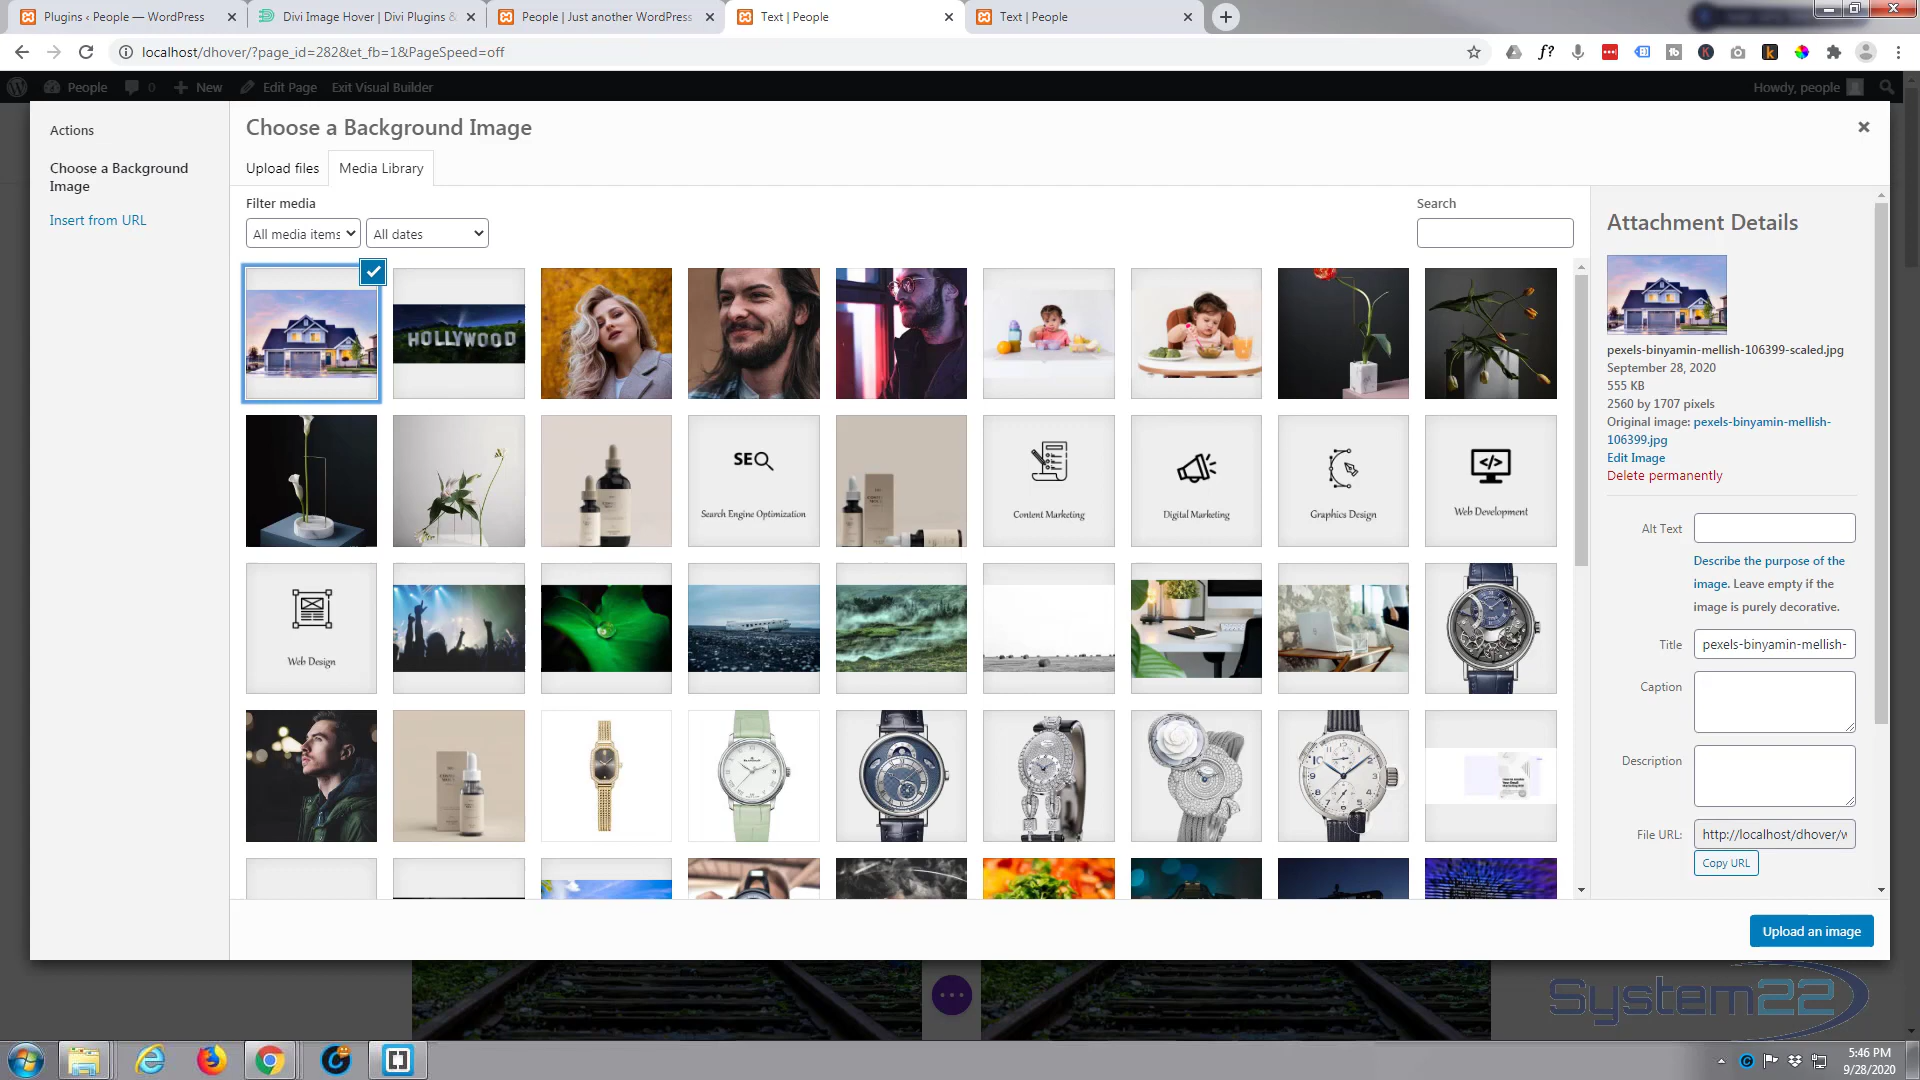 Plugins ‹ People — WordPress
Divi Image Hover | Divi Plugins &
People | Just another WordPress
Text | People
Text | People
localhost/dhover/?page_id=282&et_fb=1&PageSpeed=off
People
0
New
Edit Page
Exit Visual Builder
Howdy, people
Actions
Choose a Background Image
Insert from URL
Choose a Background Image
Upload files
Media Library
Filter media
All media items
All dates
Search
HOLLYWOOD
SEO
Search Engine Optimization
Content Marketing
Digital Marketing
Graphics Design
Web Development
Web Design
Attachment Details
pexels-binyamin-mellish-106399-scaled.jpg
September 28, 2020
555 KB
2560 by 1707 pixels
Original image: pexels-binyamin-mellish-
106399.jpg
Edit Image
Delete permanently
Alt Text
Describe the purpose of the
image. Leave empty if the
image is purely decorative.
Title
pexels-binyamin-mellish-
Caption
Description
File URL:
http://localhost/dhover/w
Copy URL
Upload an image
System22
5:46 PM
9/28/2020